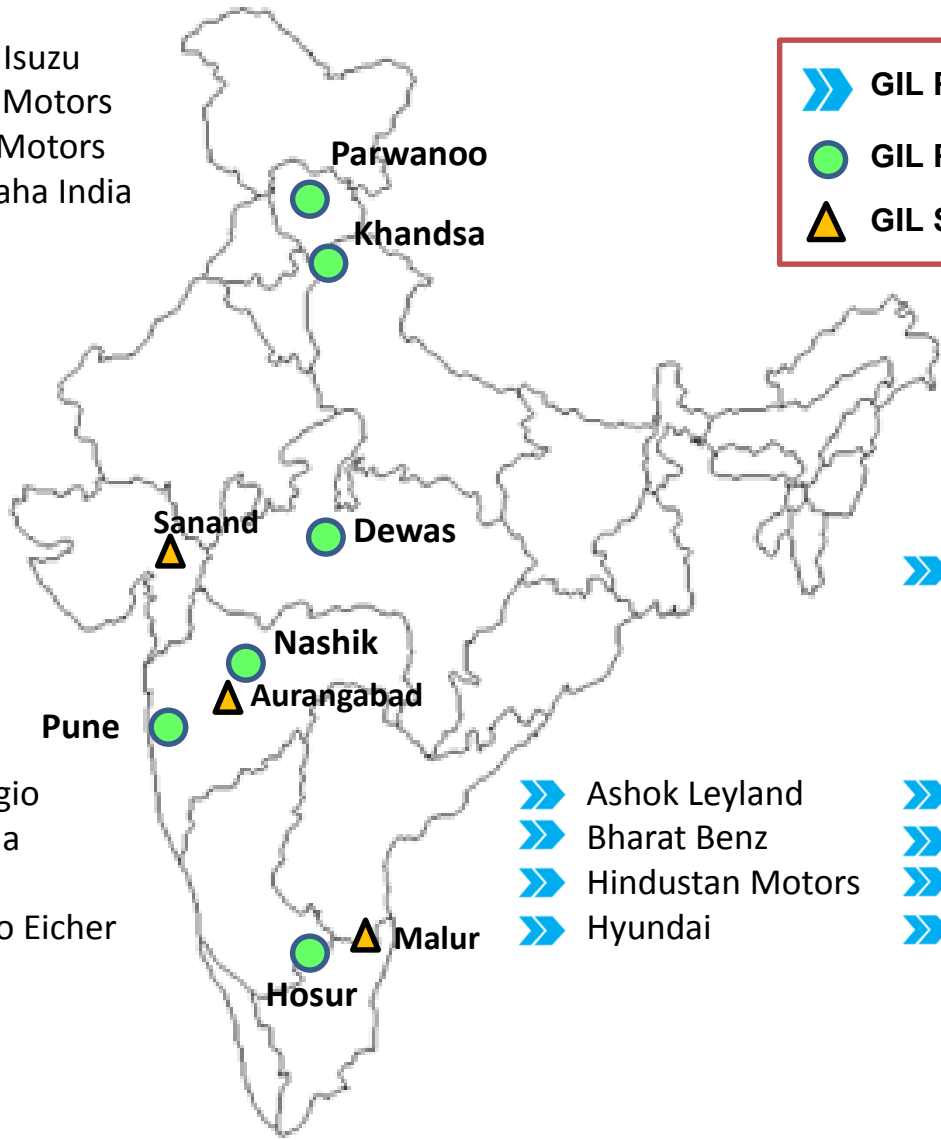 Isuzu
Motors
Motors
aha India
GIL
GIL
GIL
Parwanoo
Khandsa
Sanand
Dewas
Nashik
Aurangabad
Pune
gio
a
o Eicher
Ashok Leyland
Bharat Benz
Hindustan Motors
Hyundai
Malur
Hosur